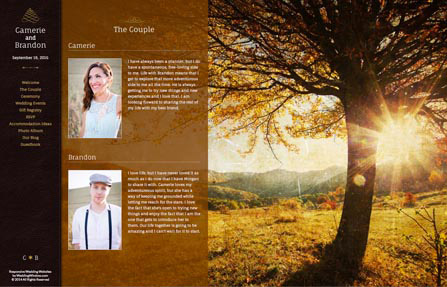 Camerie
and
Brandon
September 19, 2015
Welcome
The Couple
Ceremony
Wedding Events
Gift Registry
RSVP
Accommodation Ideas
Photo Album
Our Blog
Guestbook
C B
Responsive Wedding Websites
by WeddingWindow.com
© 2014 All Rights Reserved
The Couple
Camerie
I have always been a planner, but I do
have a spontaneous, free-loving side
to me. Life with Brandon means that I
get to explore that more adventurous
side to me all the time. He is always
getting me to try new things and new
experiences and I love that. I am
looking forward to sharing the rest of
my life with my best friend.
Brandon
I love life, but I have never loved it as
much as I do now that I have Morgan
to share it with. Camerie loves my
adventurous spirit, but she has a
way of keeping me grounded while
letting me reach for the stars. I love
the fact that she's open to trying new
things and enjoy the fact that I am the
one that gets to introduce her to
them. Our life together is going to be
amazing and I can't wait for it to start.